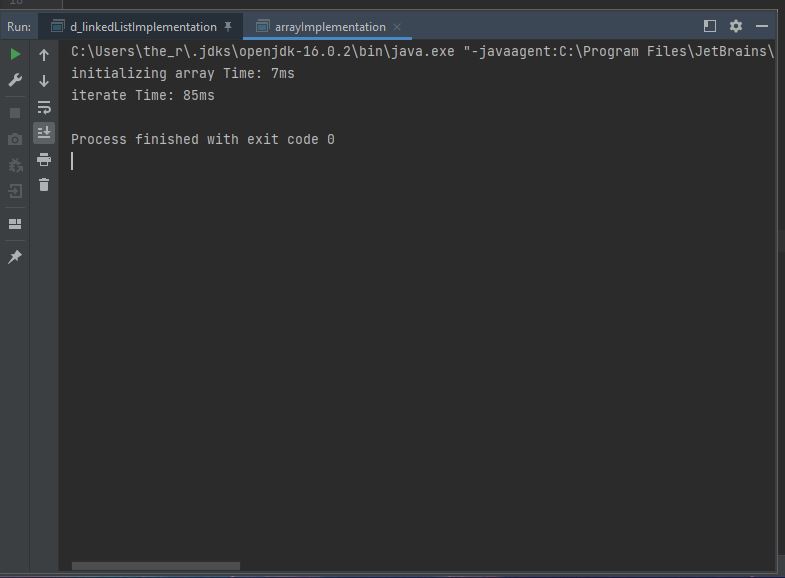 Run:
d_linkedListImplementation
arrayImplementation
C:\Users\the_r\.jdks\openjdk-16.0.2\bin\java.exe "-javaagent:C:\Program Files\JetBrains\
initializing array Time: 7ms
iterate Time: 85ms
Process finished with exit code 0